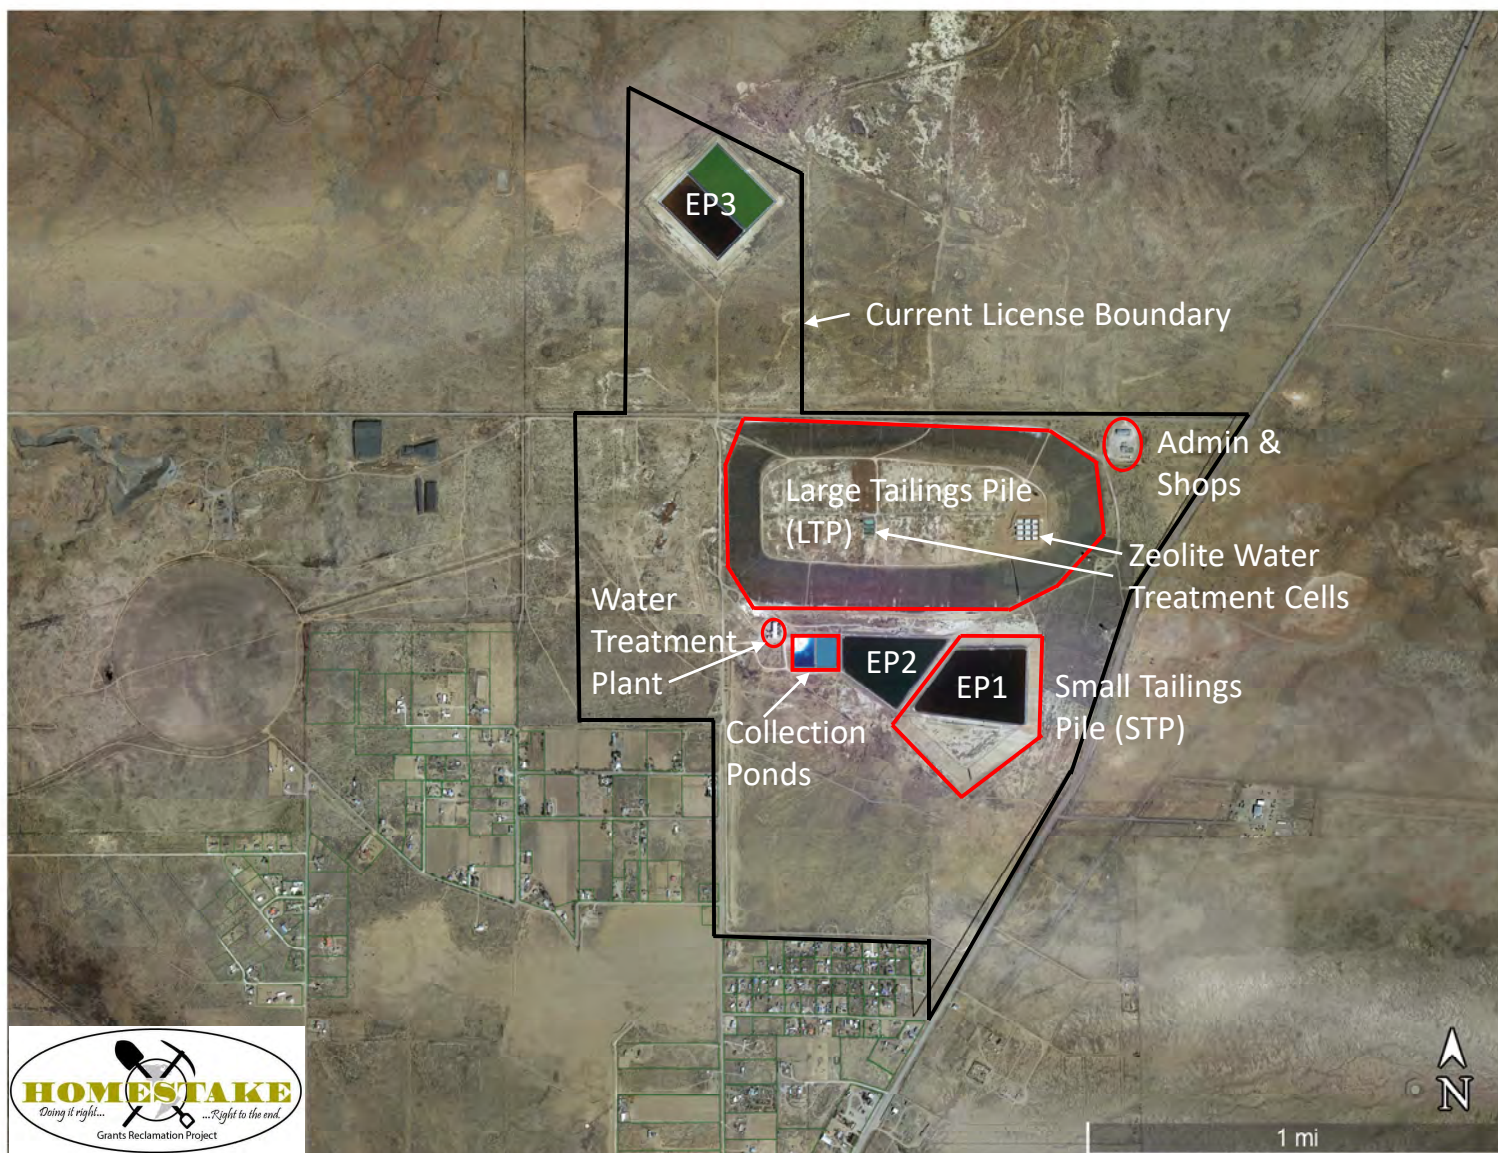 EP3
Current License Boundary
Admin &
Shops
Large Tailings Pile
(LTP)
Zeolite Water
Treatment Cells
Water
Treatment
Plant
EP2
EP1
Small Tailings
Pile (STP)
Collection
Ponds
HOMESTAKE
Doing it right...
...Right to the end.
Grants Reclamation Project
N
1 mi